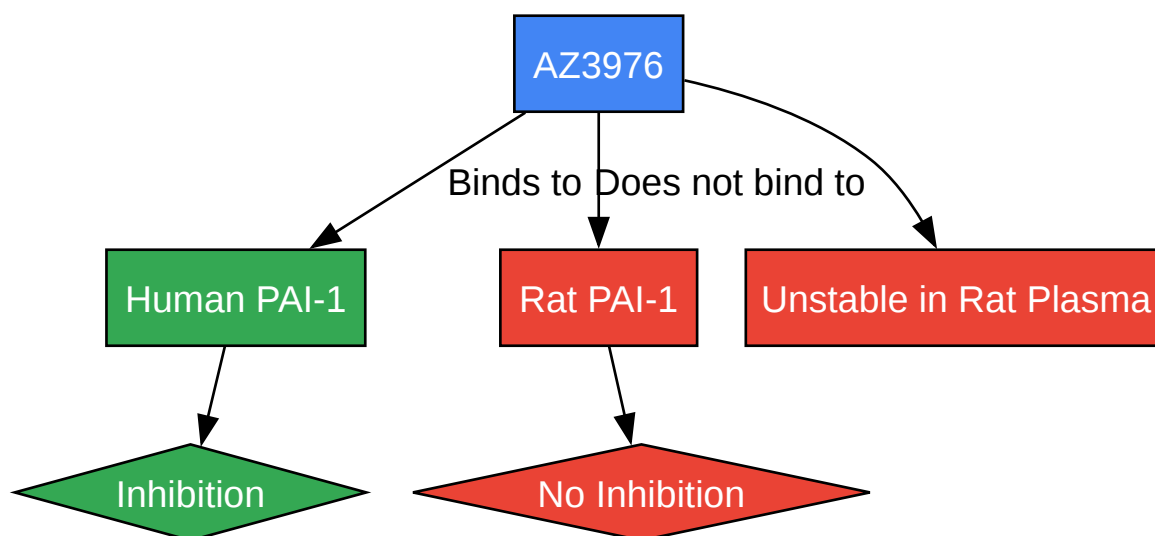 AZ3976
Binds to
Does not bind to
Human PAI-1
Rat PAI-1
Unstable in Rat Plasma
Inhibition
No Inhibition